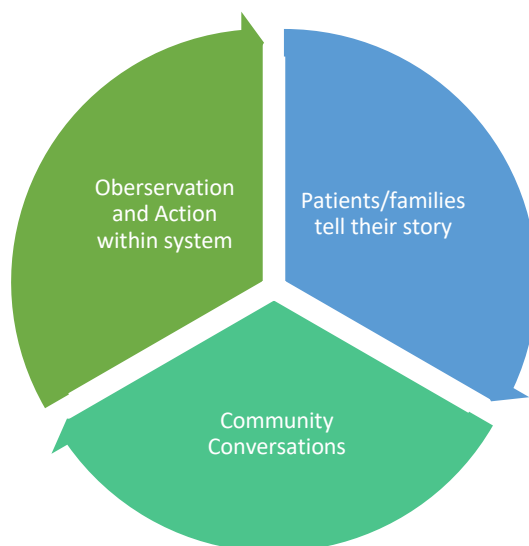 Oberservation
and Action
within system
Patients/families
tell their story
Community
Conversations